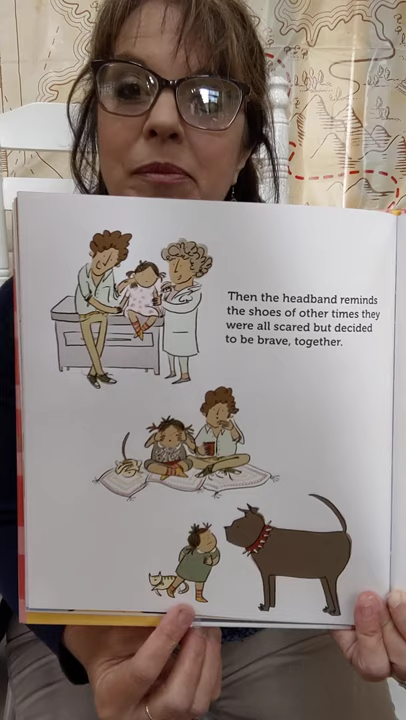 Then the headband reminds
the shoes of other times they
were all scared but decided
to be brave, together.